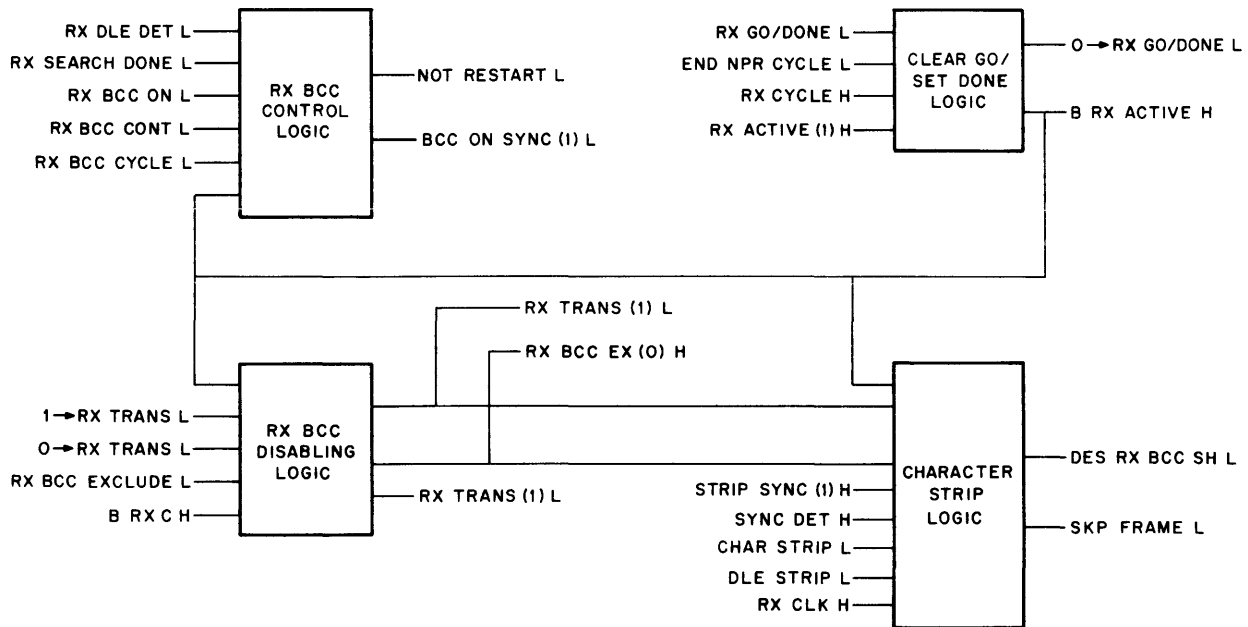 RX DLE DET L
RX SEARCH DONE L
RX BCC ON L
RX BCC CONT L
RX BCC CYCLE L
RX BCC
CONTROL
LOGIC
NOT RESTART L
BCC ON SYNC (1) L
RX GO/DONE L
END NPR CYCLE L
RX CYCLE H
RX ACTIVE (1) H
CLEAR GO/
SET DONE
LOGIC
0→RX GO/DONE L
B RX ACTIVE H
RX TRANS (1) L
RX BCC EX (0) H
1→RX TRANS L
0→RX TRANS L
RX BCC EXCLUDE L
B RX C H
RX BCC
DISABLING
LOGIC
RX TRANS (1) L
STRIP SYNC (1) H
SYNC DET H
CHAR STRIP L
DLE STRIP L
RX CLK H
CHARACTER
STRIP
LOGIC
DES RX BCC SH L
SKP FRAME L
11-1296